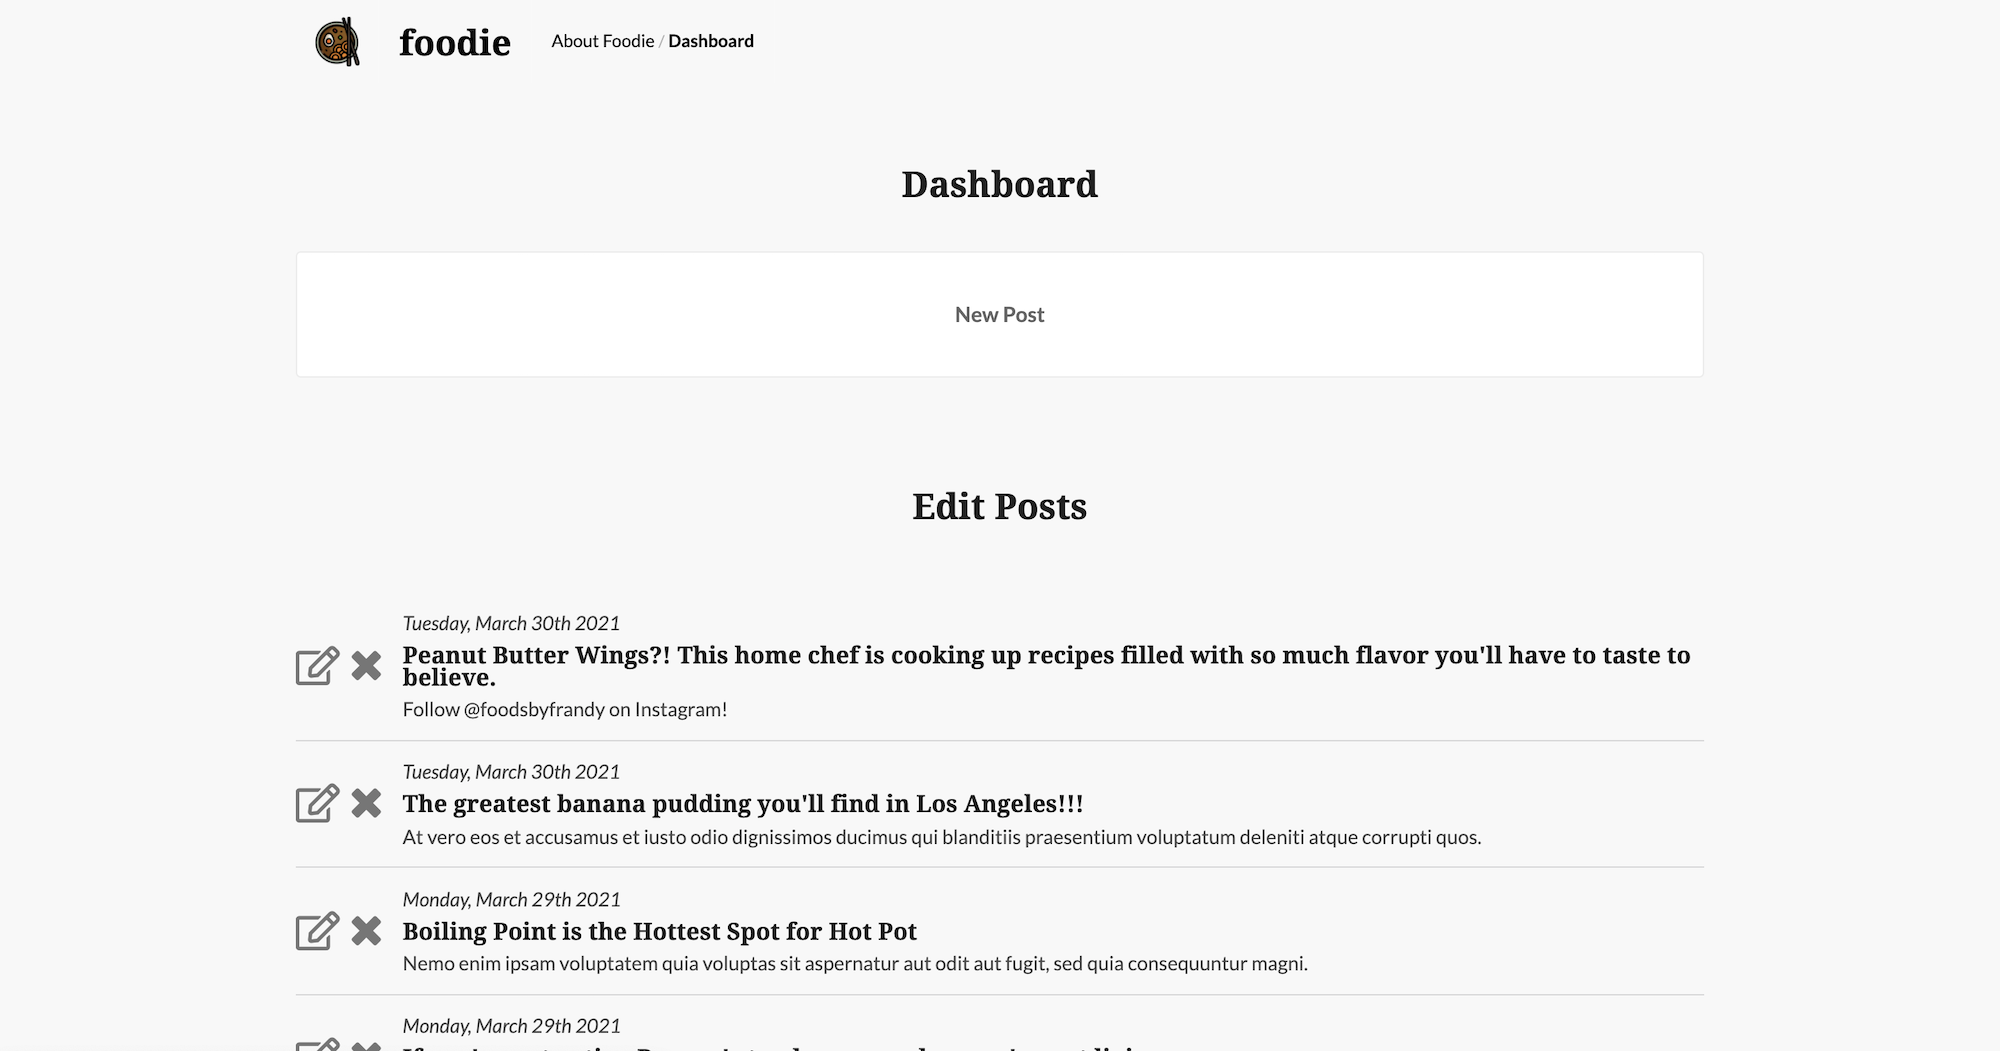 foodie
About Foodie / Dashboard
Dashboard
New Post
Edit Posts
Tuesday, March 30th 2021
Peanut Butter Wings?! This home chef is cooking up recipes filled with so much flavor you'll have to taste to
believe.
Follow @foodsbyfrandy on Instagram!
Tuesday, March 30th 2021
The greatest banana pudding you'll find in Los Angeles!!!
At vero eos et accusamus et iusto odio dignissimos ducimus qui blanditiis praesentium voluptatum deleniti atque corrupti quos.
Monday, March 29th 2021
Boiling Point is the Hottest Spot for Hot Pot
Nemo enim ipsam voluptatem quia voluptas sit aspernatur aut odit aut fugit, sed quia consequuntur magni.
Monday, March 29th 2021